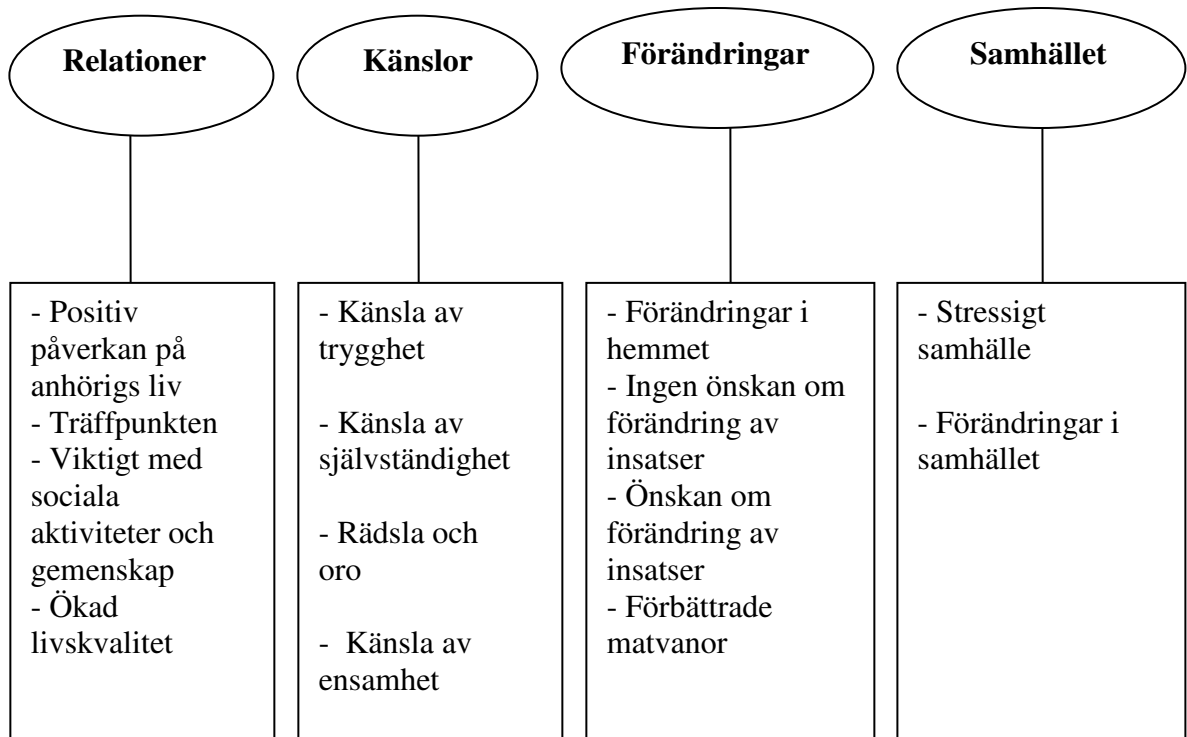 Relationer
- Positiv
påverkan på
anhörigs liv
- Träffpunkten
- Viktigt med
sociala
aktiviteter och
gemenskap
- Ökad
livskvalitet
Känslor
- Känsla av
trygghet
- Känsla av
självständighet
- Rädsla och
oro
- Känsla av
ensamhet
Förändringar
- Förändringar i
hemmet
- Ingen önskan om
förändring av
insatser
- Önskan om
förändring av
insatser
- Förbättrade
matvanor
Samhället
- Stressigt
samhälle
- Förändringar i
samhället